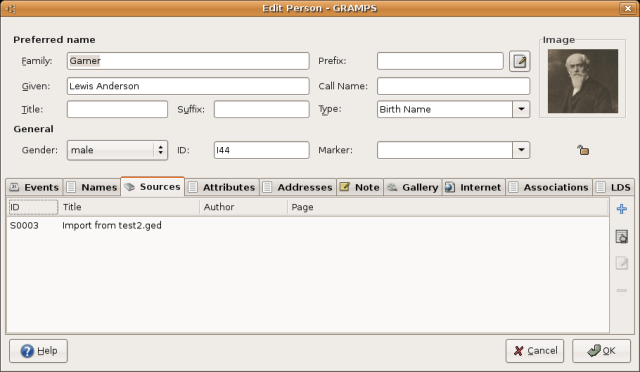 Edit Person - GRAMPS
Preferred name
Image
Family: Garner Prefix:
Given: Lewis Anderson Call Name:
Title: Suffix: Type: Birth Name
General
Gender: male ID: I44 Marker:
Events Names Sources Attributes Addresses Note Gallery Internet Associations LDS
ID Title Author Page
S0003 Import from test2.ged
Help Cancel OK